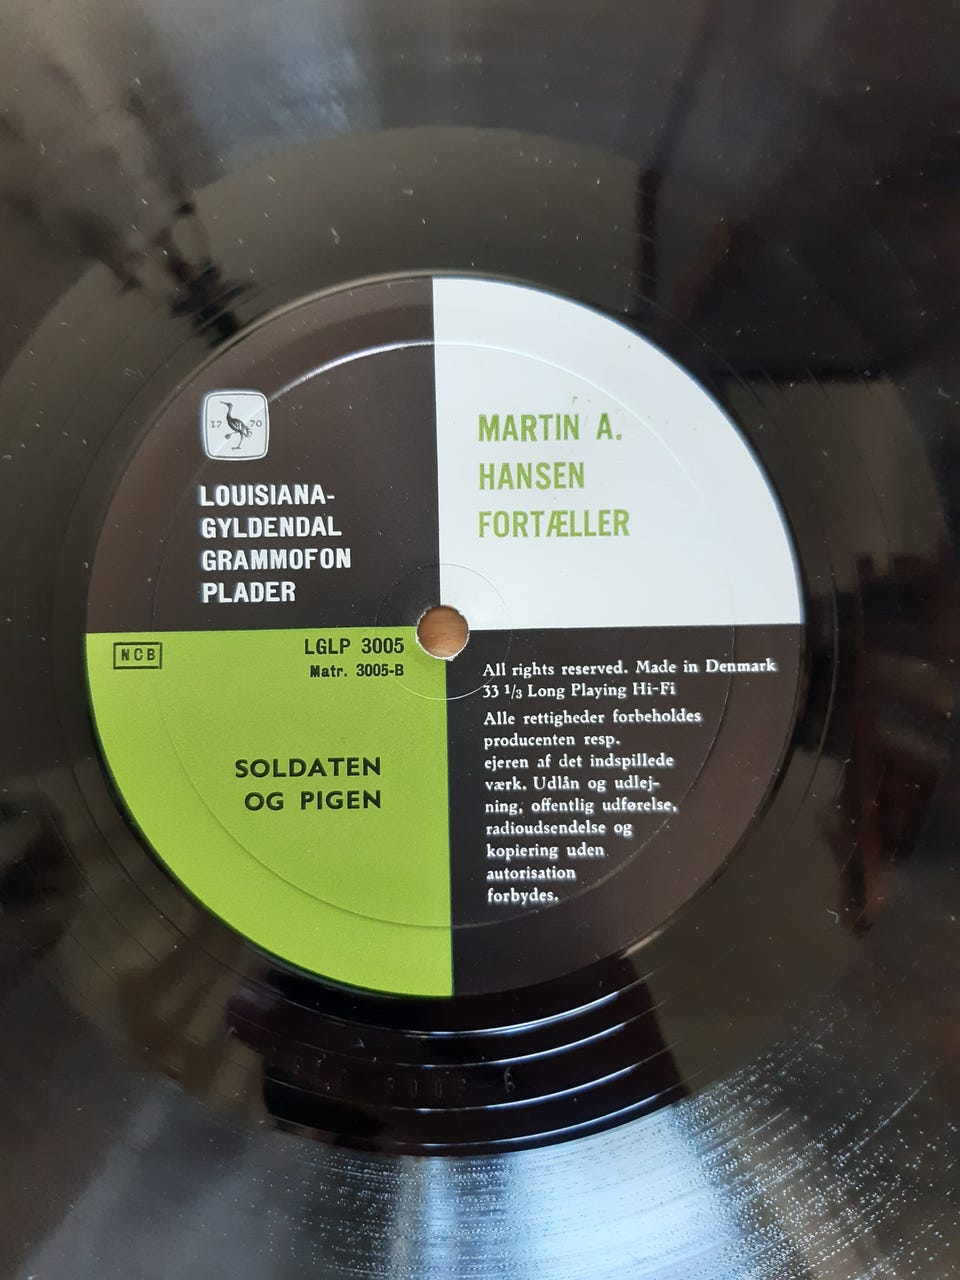 17 70
LOUISIANA-
GYLDENDAL
GRAMMOFON
PLADER
MARTIN A.
HANSEN
FORTÆLLER
NCB
LGLP 3005
Matr. 3005-B
SOLDATEN
OG PIGEN
All rights reserved. Made in Denmark
33 1/3 Long Playing Hi-Fi
Alle rettigheder forbeholdes
producenten resp.
ejeren af det indspillede
værk. Udlån og udlej-
ning, offentlig udførelse,
radioudsendelse og
kopiering uden
autorisation
forbydes.